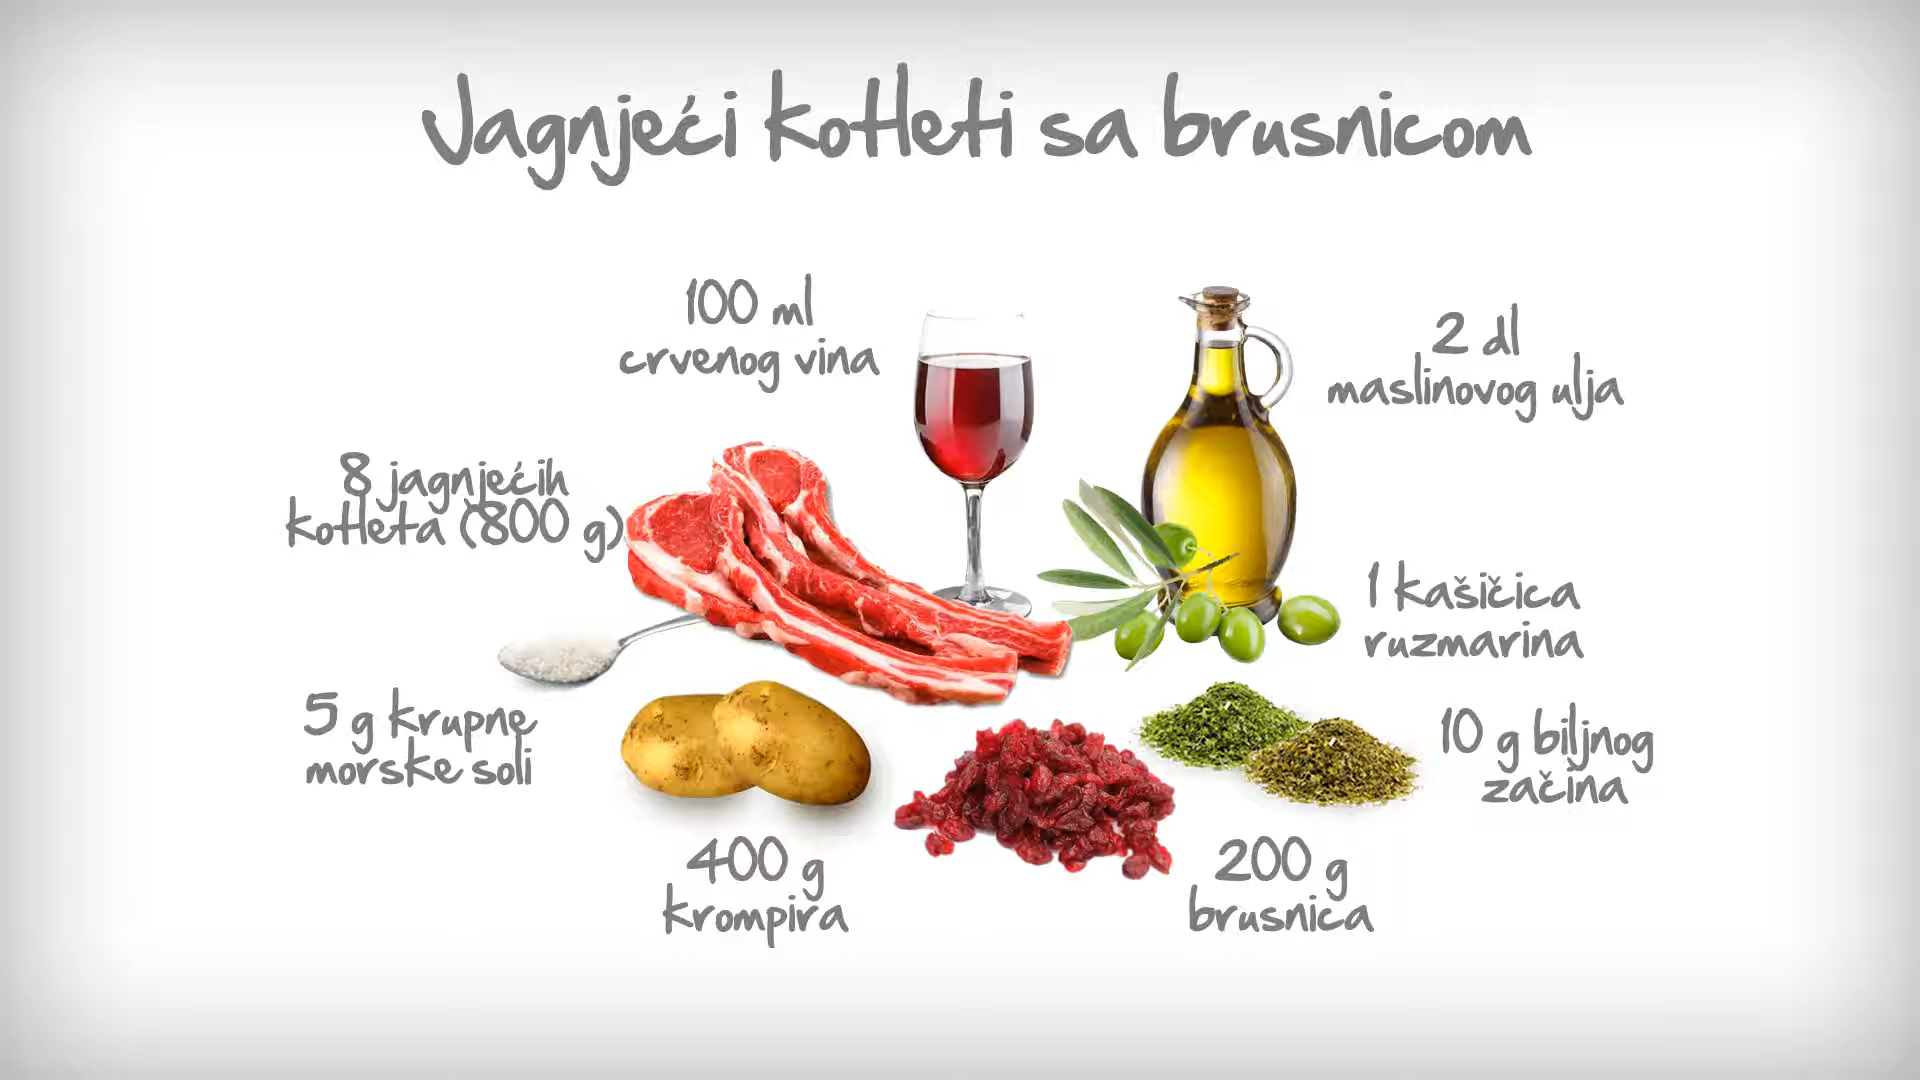 Jagnjeći kotleti sa brusnicom
100 ml
crvenog vina
2 dl
maslinovog ulja
8 jagnjećih
kotleta (800 g)
1 kašičica
ruzmarina
5 g krupne
morske soli
10 g biljnog
začina
400 g
krompira
200 g
brusnica